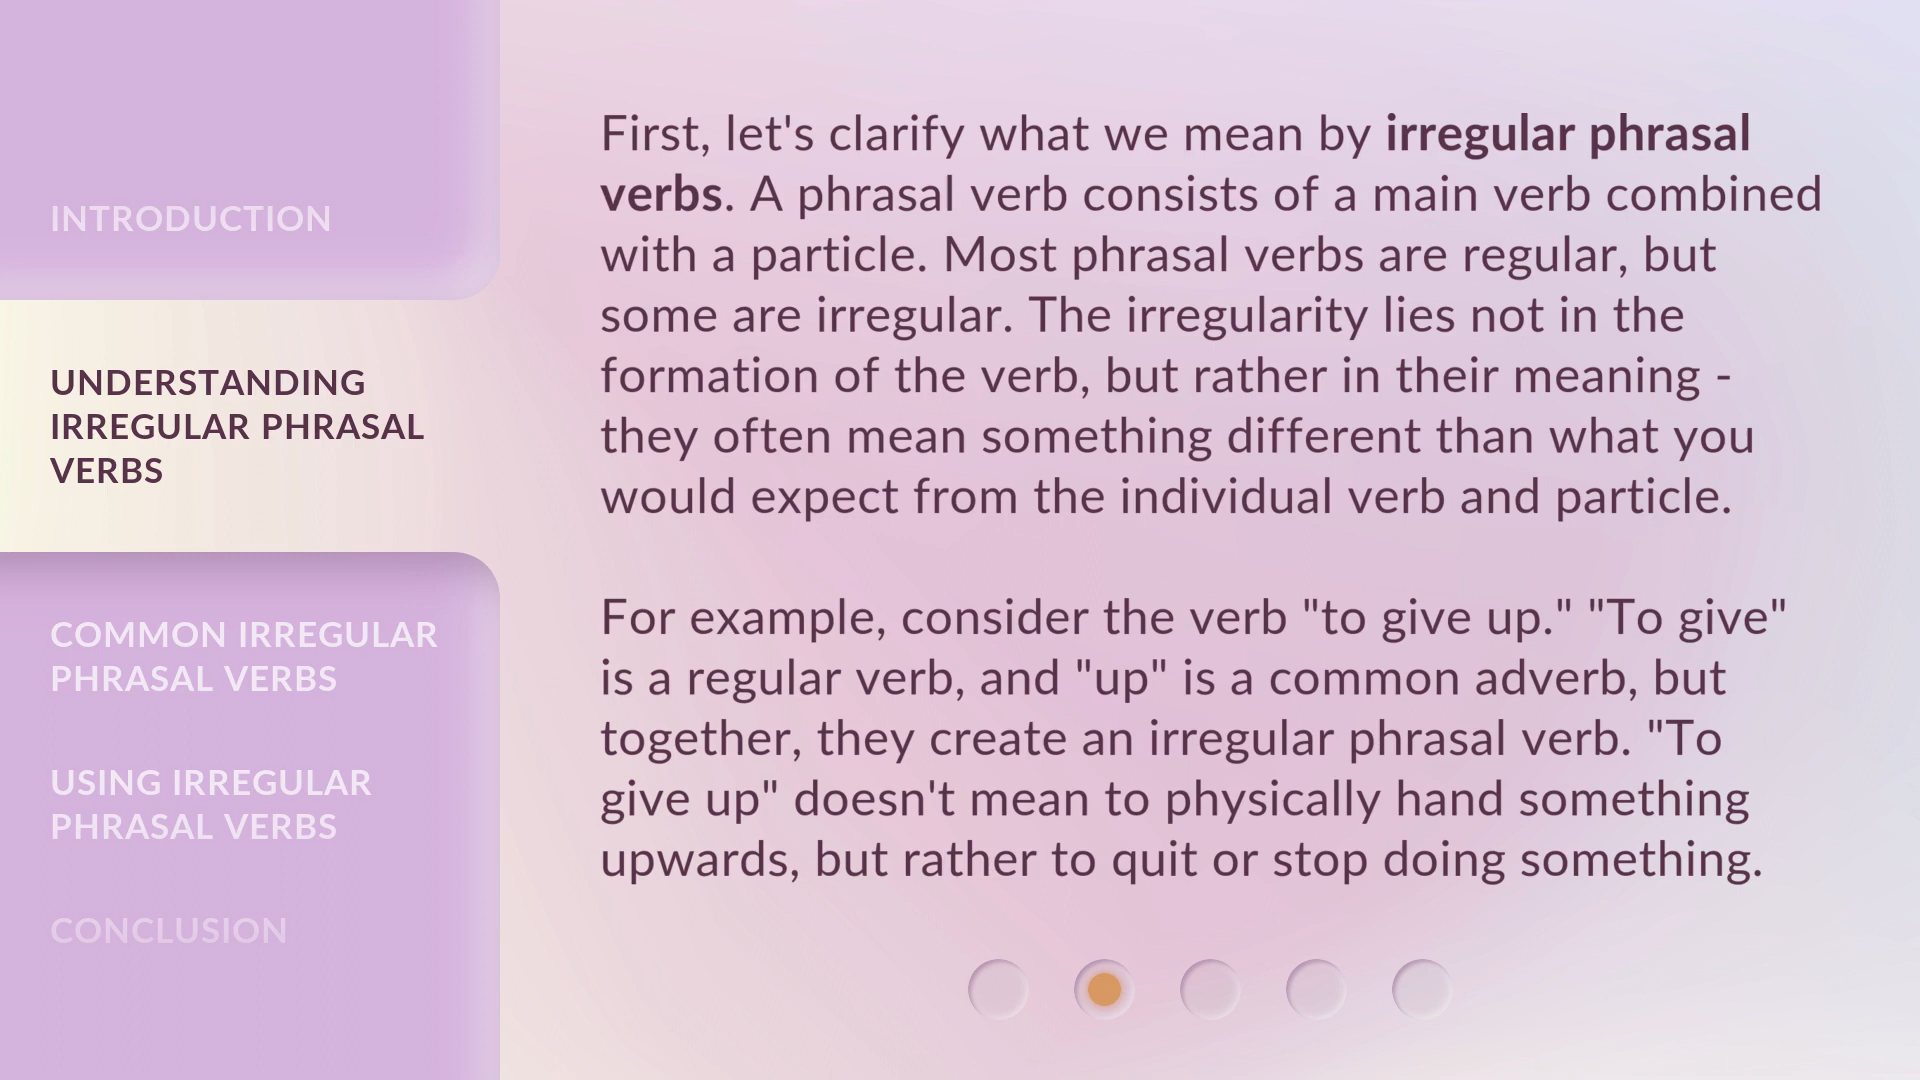 INTRODUCTION
UNDERSTANDING
IRREGULAR PHRASAL
VERBS
COMMON IRREGULAR
PHRASAL VERBS
USING IRREGULAR
PHRASAL VERBS
CONCLUSION
First, let's clarify what we mean by irregular phrasal
verbs. A phrasal verb consists of a main verb combined
with a particle. Most phrasal verbs are regular, but
some are irregular. The irregularity lies not in the
formation of the verb, but rather in their meaning -
they often mean something different than what you
would expect from the individual verb and particle.
For example, consider the verb "to give up." "To give"
is a regular verb, and "up" is a common adverb, but
together, they create an irregular phrasal verb. "To
give up" doesn't mean to physically hand something
upwards, but rather to quit or stop doing something.